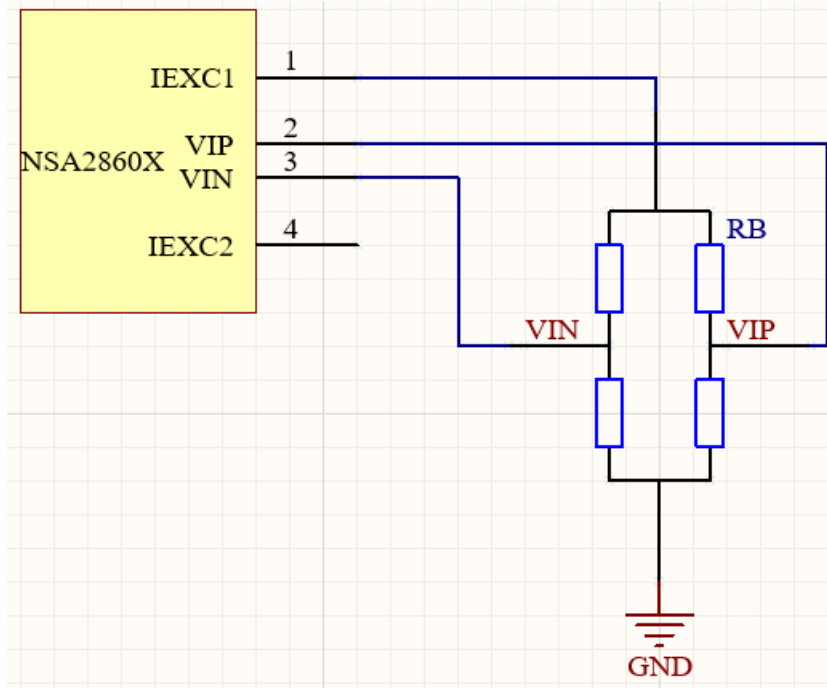 IEXC1 1
VIP 2
NSA2860X
VIN 3
IEXC2 4
RB
VIN VIP
GND